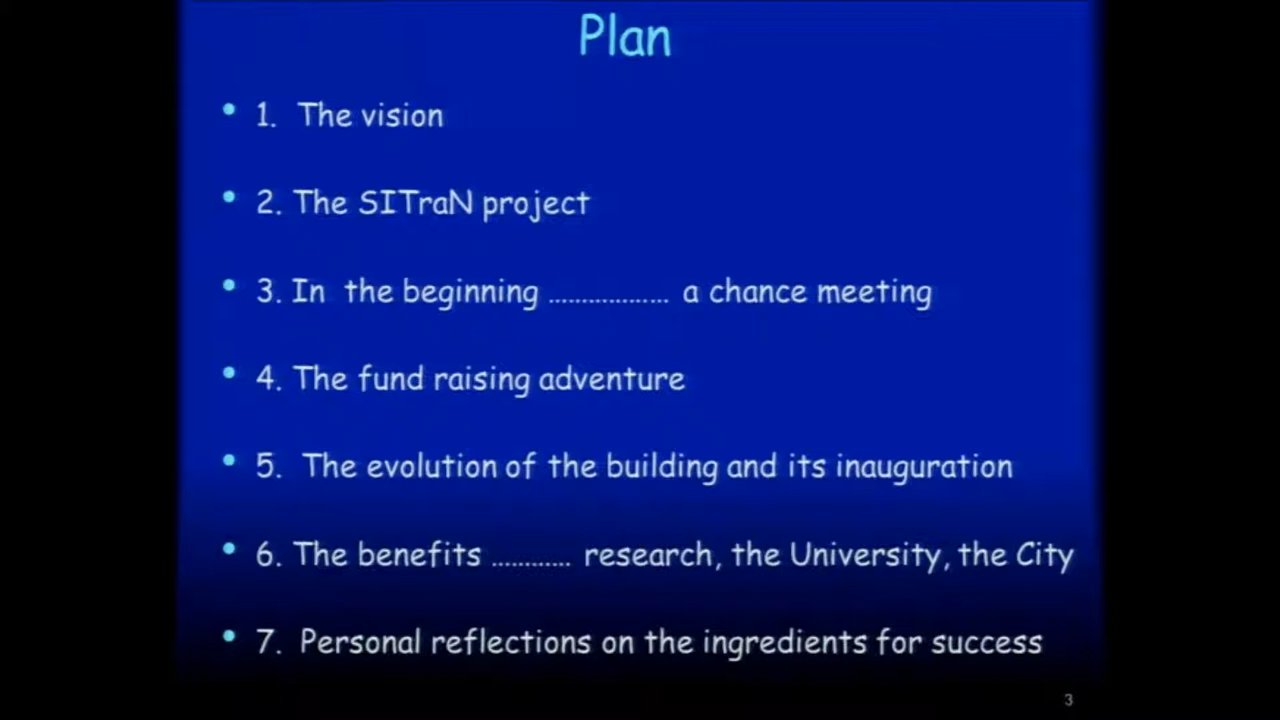 Plan
• 1. The vision
• 2. The SITraN project
• 3. In the beginning .................. a chance meeting
• 4. The fund raising adventure
• 5. The evolution of the building and its inauguration
• 6. The benefits ............ research, the University, the City
• 7. Personal reflections on the ingredients for success
3